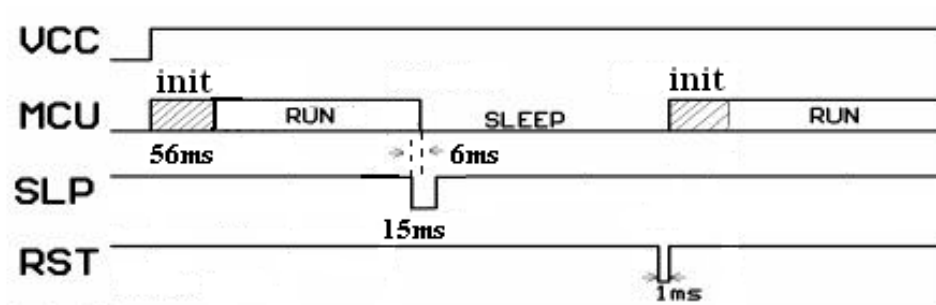 VCC
init init
MCU RUN SLEEP RUN
56ms 6ms
SLP
15ms
RST
1ms